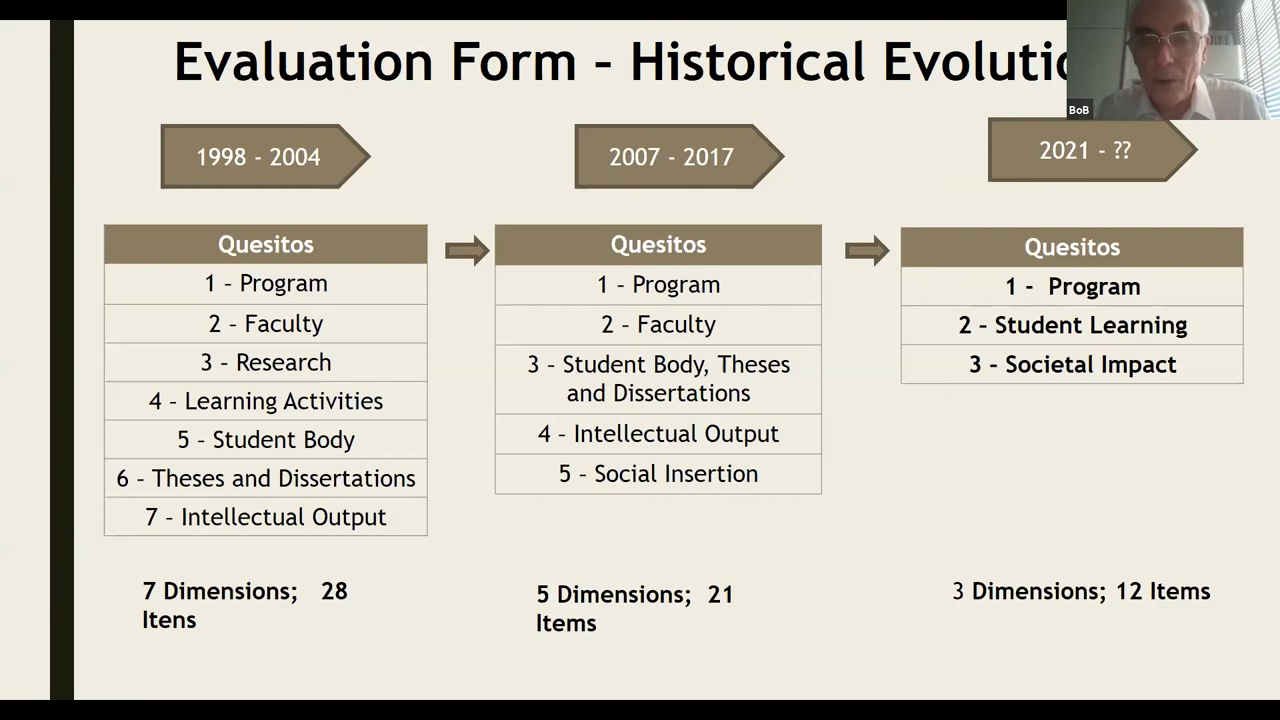 Evaluation Form – Historical Evolutio
BoB
1998 - 2004
2007 - 2017
2021 - ??
Quesitos
1 – Program
2 – Faculty
3 – Research
4 – Learning Activities
5 – Student Body
6 – Theses and Dissertations
7 – Intellectual Output
7 Dimensions; 28
Itens
Quesitos
1 – Program
2 – Faculty
3 – Student Body, Theses
and Dissertations
4 – Intellectual Output
5 – Social Insertion
5 Dimensions; 21
Items
Quesitos
1 - Program
2 – Student Learning
3 – Societal Impact
3 Dimensions; 12 Items